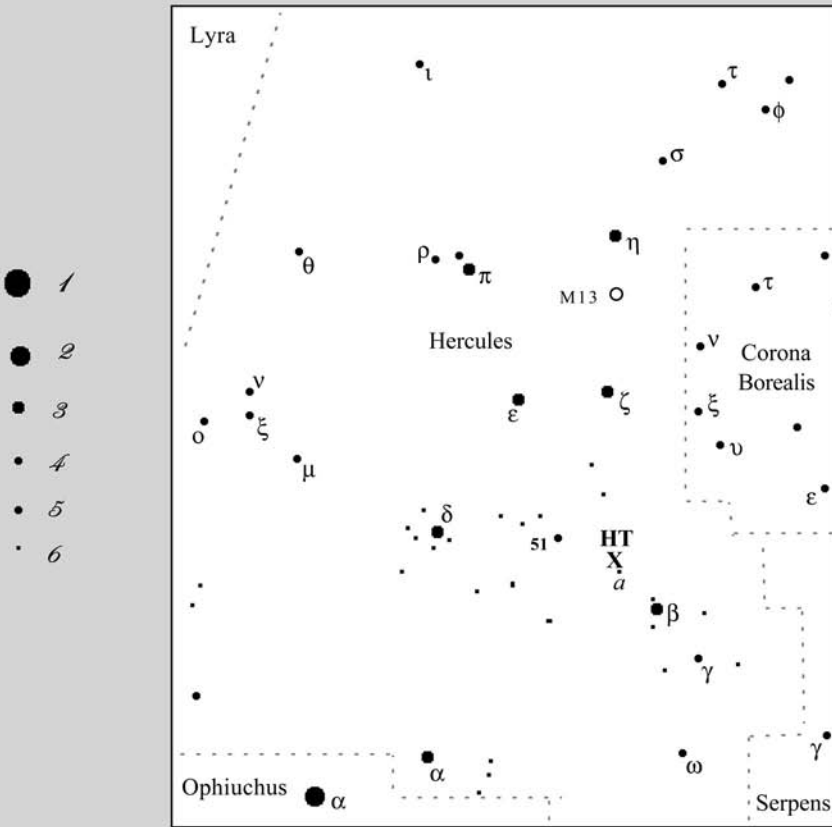 Lyra
ι
τ
ϕ
σ
η
ρ
π
θ
M13
τ
Hercules
ν
Corona
Borealis
ν
ε
ζ
ξ
ξ
ο
υ
μ
ε
δ
51
HT
X
a
β
γ
α
ω
γ
Ophiuchus
α
Serpens
1
2
3
4
5
6